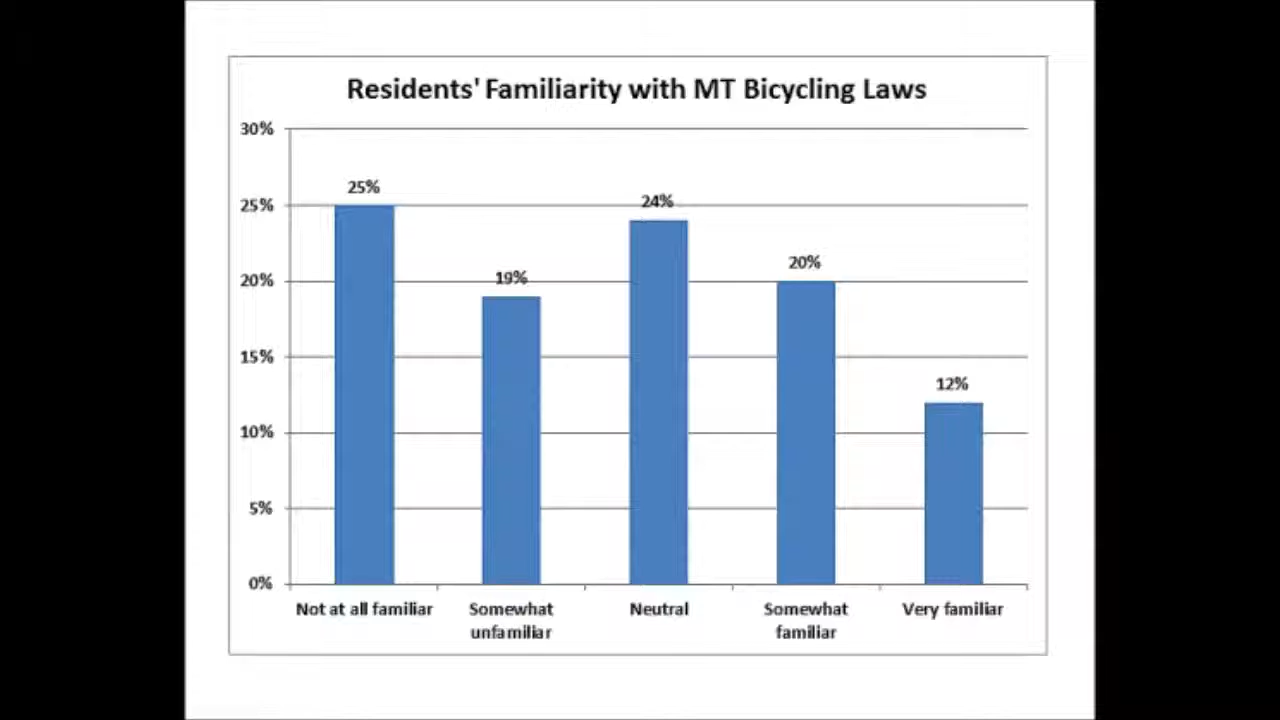 Residents' Familiarity with MT Bicycling Laws
30%
25%
20%
15%
10%
5%
0%
25%
19%
24%
20%
12%
Not at all familiar
Somewhat
unfamiliar
Neutral
Somewhat
familiar
Very familiar